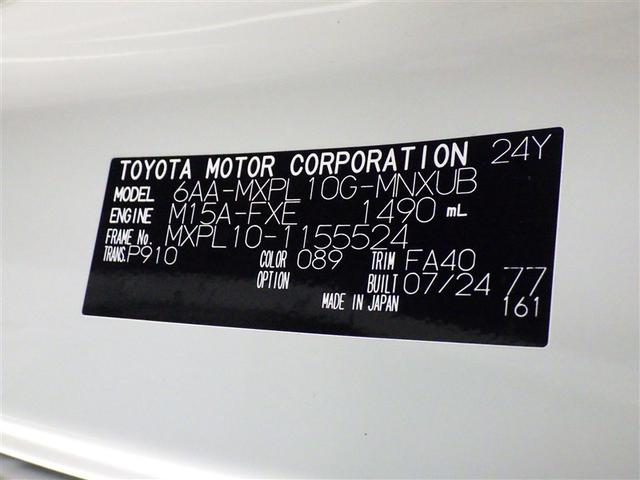 TOYOTA MOTOR CORPORATION 24Y
MODEL 6AA-MXPL10G-MNXUB
ENGINE M15A-FXE 1490 mL
FRAME No. MXPL10-1155524
TRANS. P910 COLOR 089 TRIM FA40
OPTION BUILT 07/24 77
MADE IN JAPAN 161